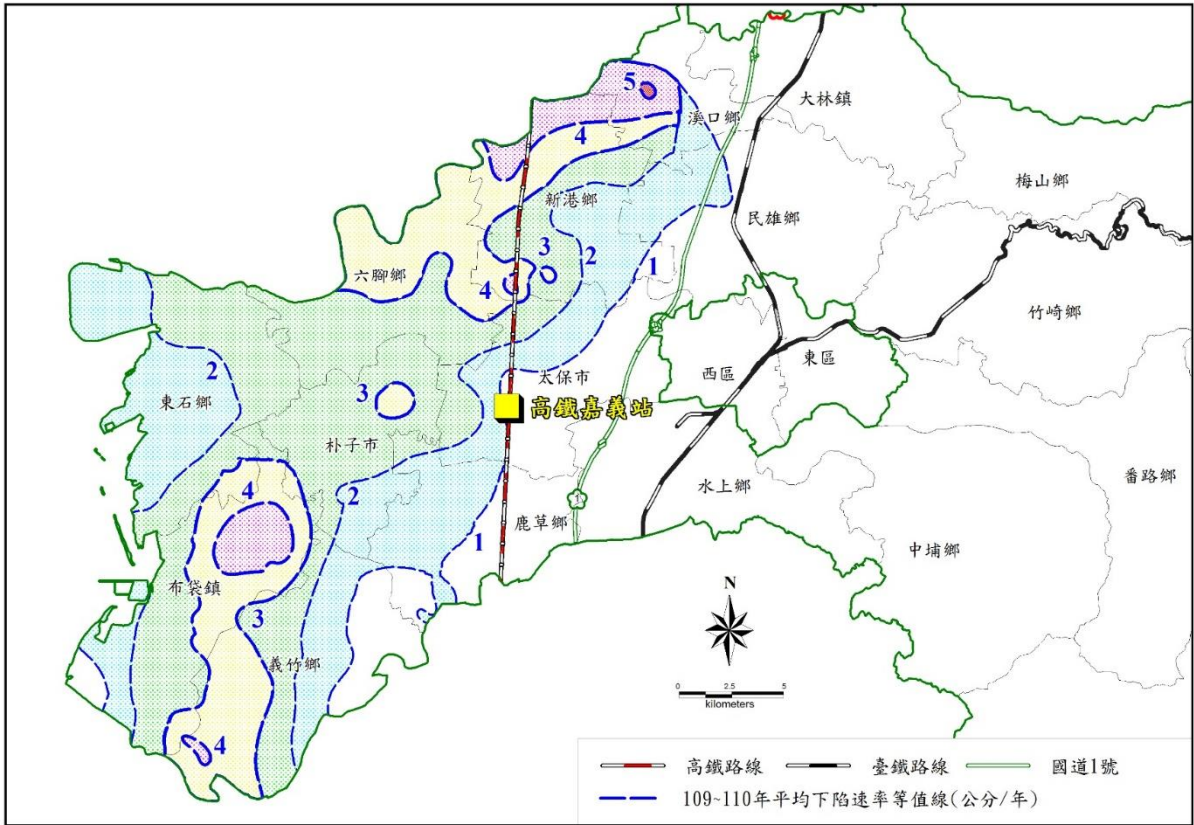 5
大林鎮
溪口鄉
4
梅山鄉
新港鄉
民雄鄉
2
3
1
六腳鄉
4
竹崎鄉
東區
西區
2
太保市
3
東石鄉
高鐵嘉義站
朴子市
番路鄉
4
2
水上鄉
鹿草鄉
1
中埔鄉
布袋鎮
N
3
義竹鄉
0 2.5 5
kilometers
4
高鐵路線 臺鐵路線 國道1號
109~110年平均下陷速率等值線(公分/年)